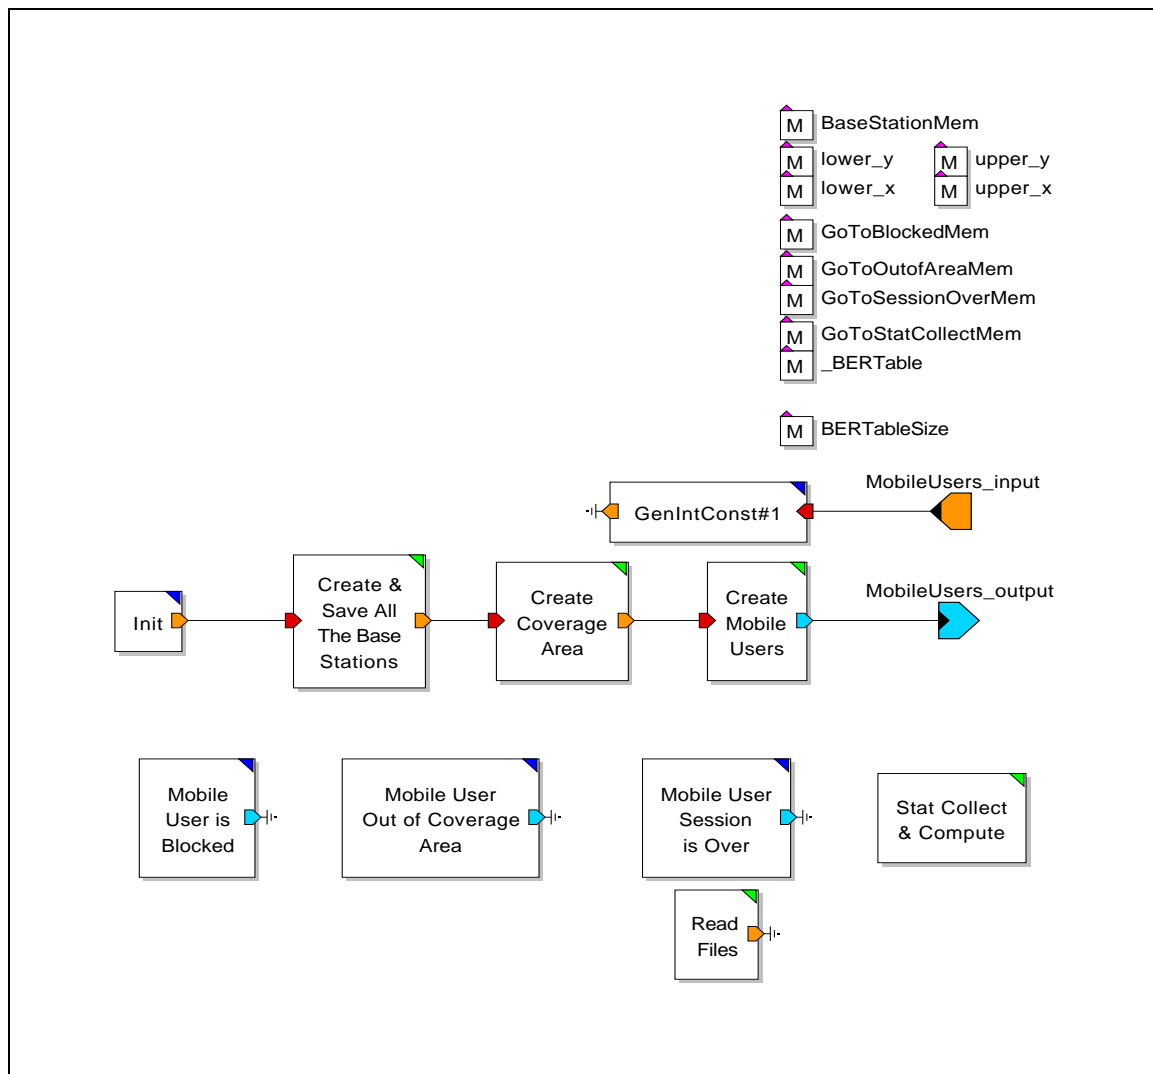 M BaseStationMem
M lower_y M upper_y
M lower_x M upper_x
M GoToBlockedMem
M GoToOutofAreaMem
M GoToSessionOverMem
M GoToStatCollectMem
M _BERTable
M BERTableSize
MobileUsers_input
GenIntConst#1
Init
Create &
Save All
The Base
Stations
Create
Coverage
Area
Create
Mobile
Users
MobileUsers_output
Mobile
User is
Blocked
Mobile User
Out of Coverage
Area
Mobile User
Session
is Over
Stat Collect
& Compute
Read
Files